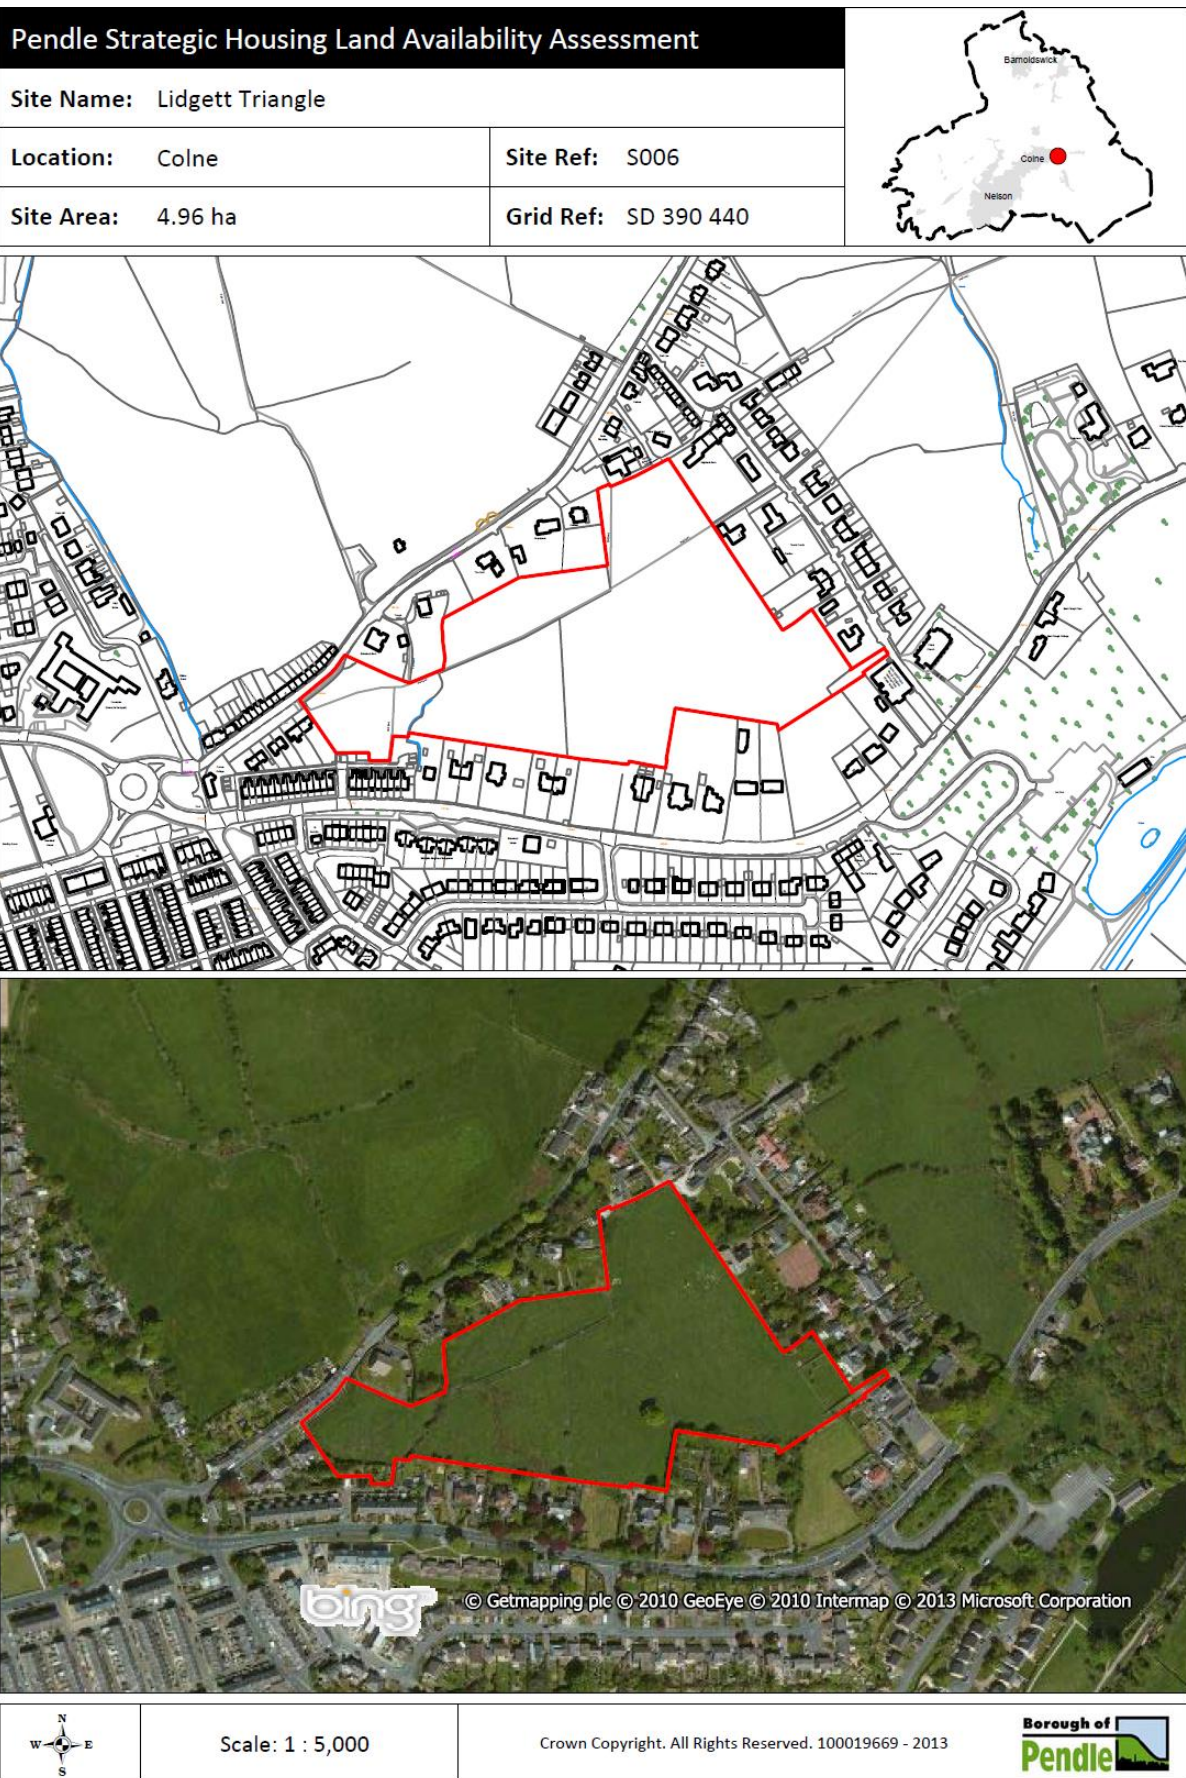 Pendle Strategic Housing Land Availability Assessment
Site Name: Lidgett Triangle
Location: Colne
Site Ref: S006
Site Area: 4.96 ha
Grid Ref: SD 390 440
Barnoldswick
Colne
Nelson
bing
© Getmapping plc © 2010 GeoEye © 2010 Intermap © 2013 Microsoft Corporation
N
W E
S
Scale: 1 : 5,000
Crown Copyright. All Rights Reserved. 100019669 - 2013
Borough of
Pendle